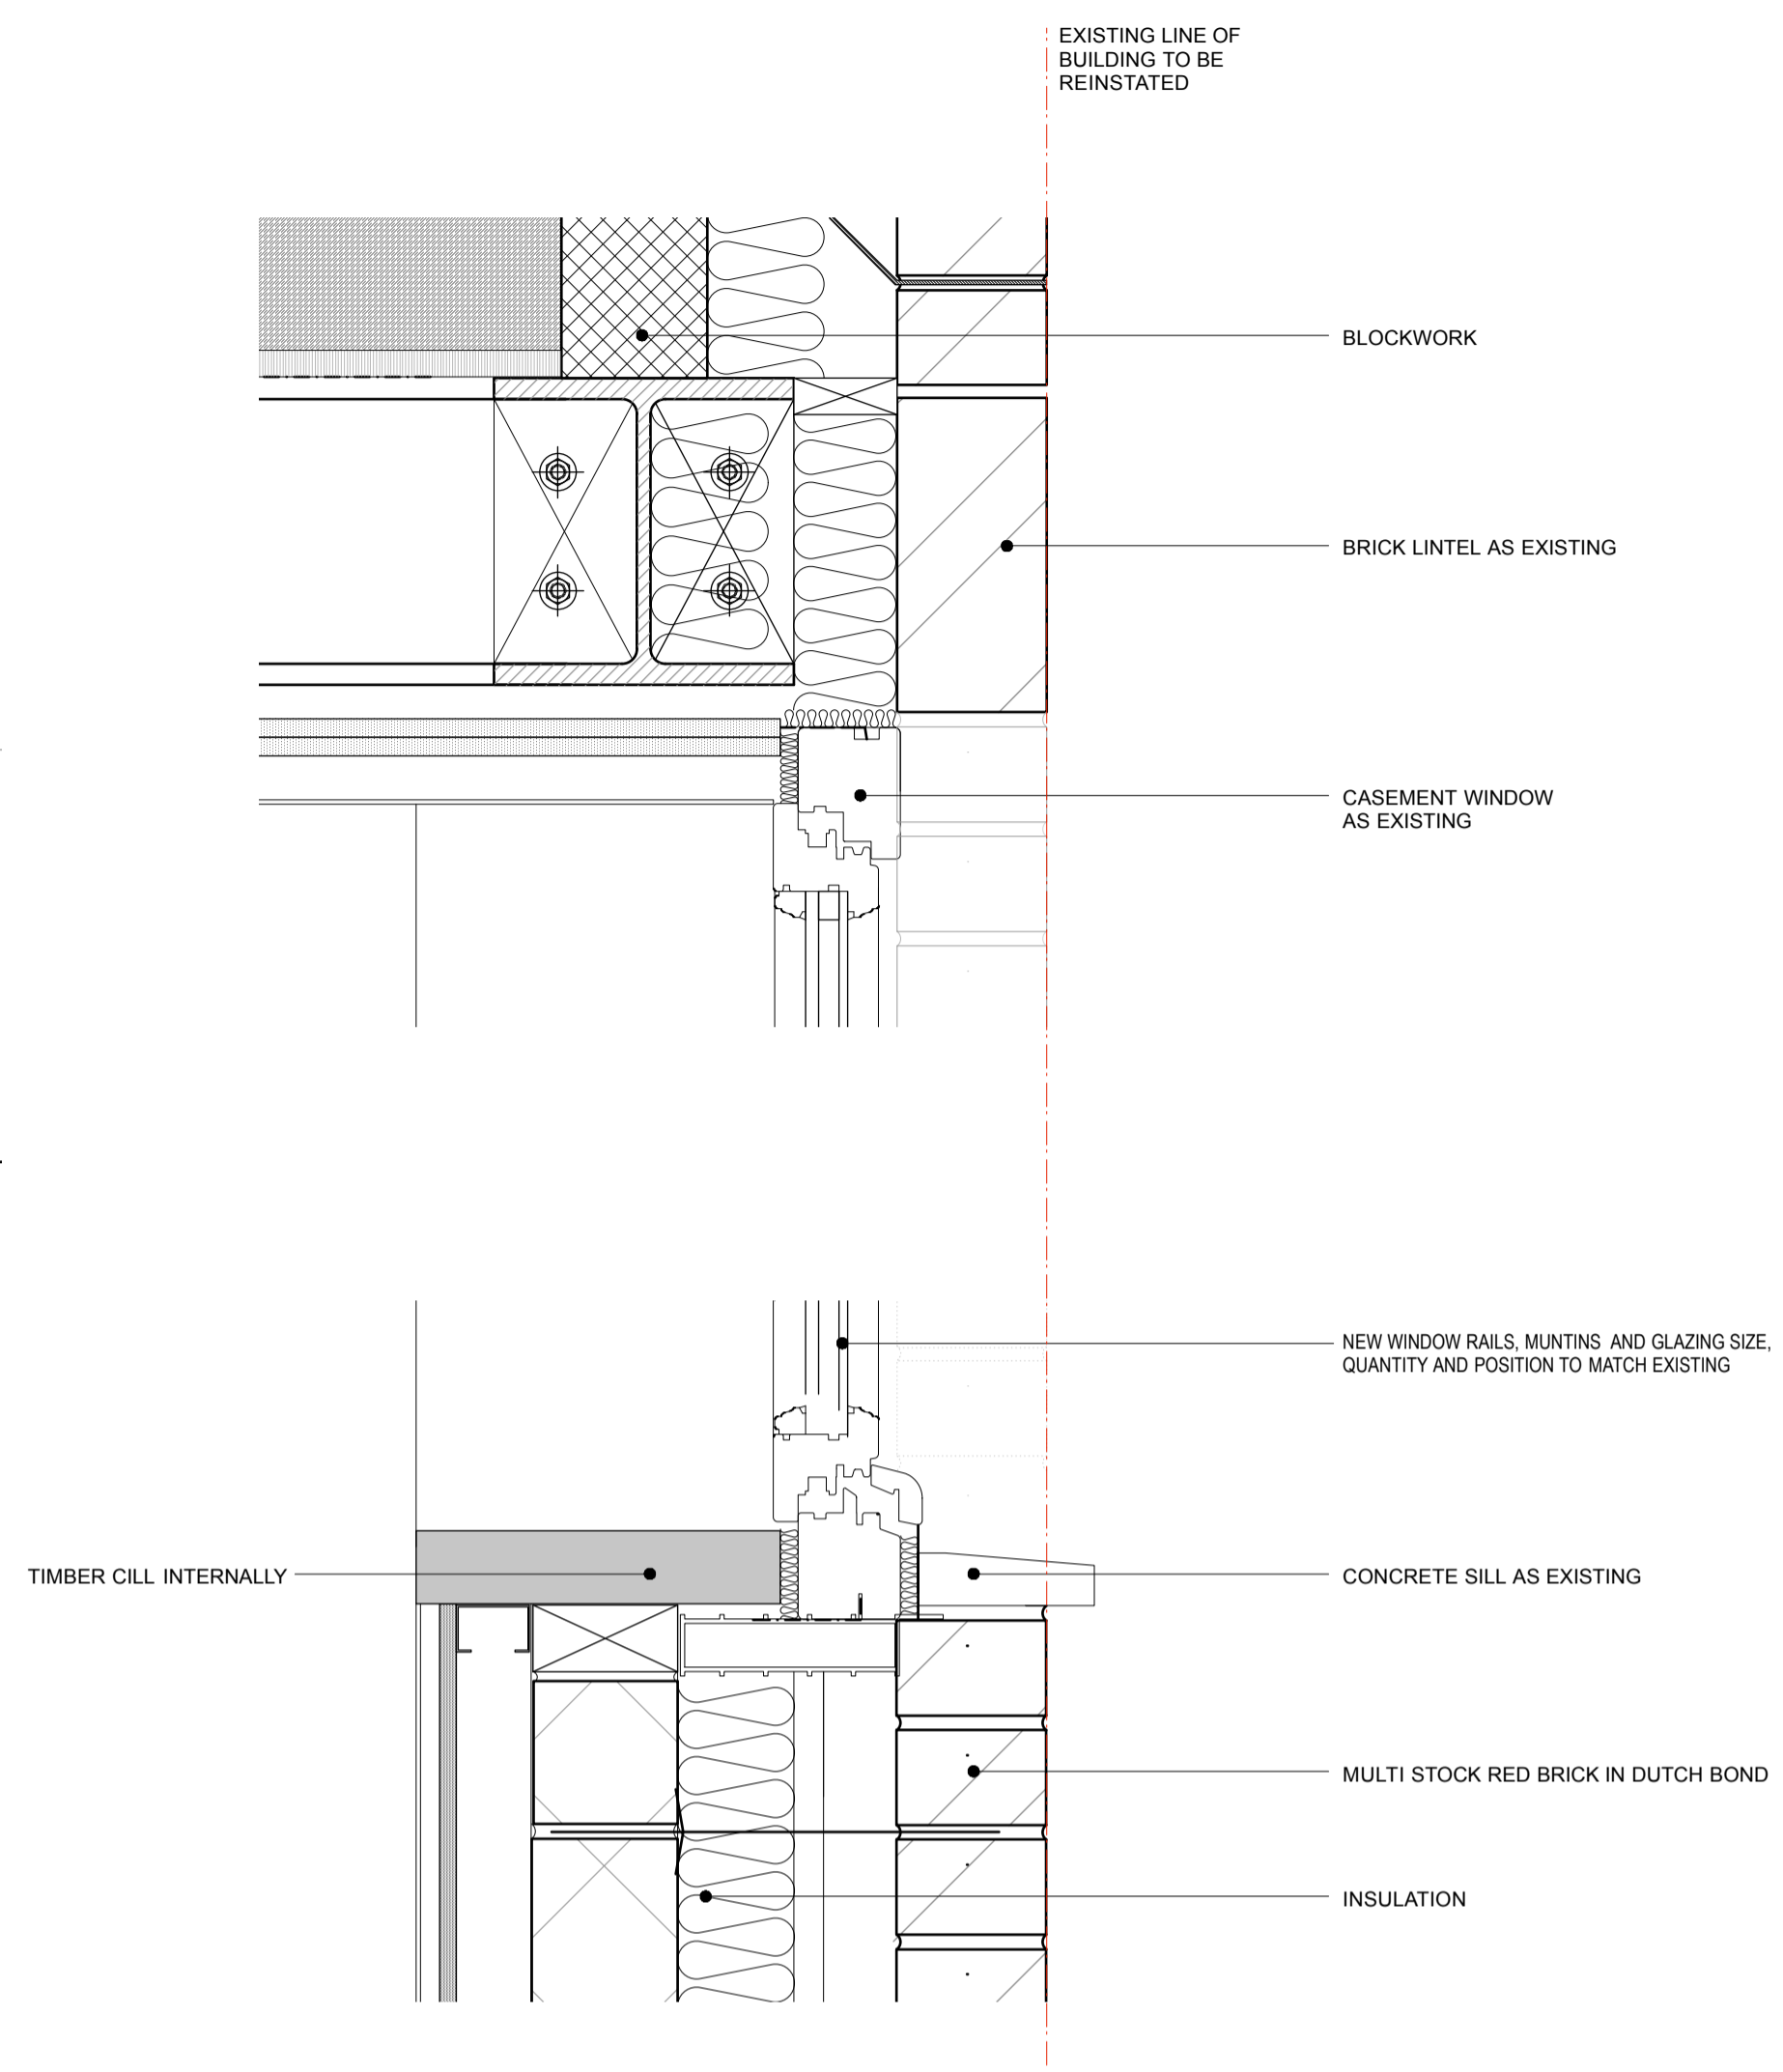 EXISTING LINE OF
BUILDING TO BE
REINSTATED
BLOCKWORK
BRICK LINTEL AS EXISTING
CASEMENT WINDOW
AS EXISTING
NEW WINDOW RAILS, MUNTINS AND GLAZING SIZE,
QUANTITY AND POSITION TO MATCH EXISTING
TIMBER CILL INTERNALLY
CONCRETE SILL AS EXISTING
MULTI STOCK RED BRICK IN DUTCH BOND
INSULATION